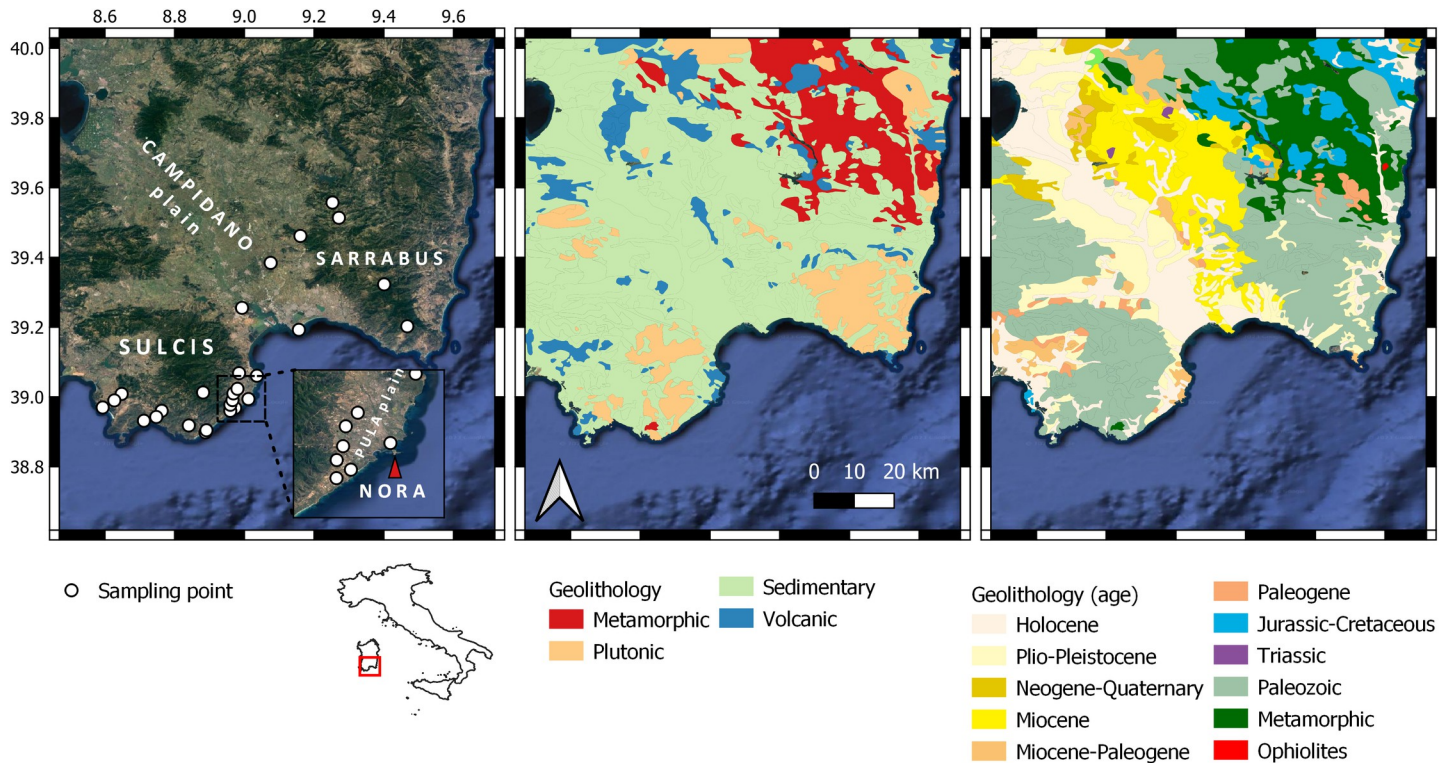 8.6 8.8 9.0 9.2 9.4 9.6
40.0
39.8
39.6
39.4
39.2
39.0
38.8
CAMPIDANO
plain
SARRABUS
SULCIS
PULA plain
NORA
0 10 20 km
Sampling point
Geolithology
Metamorphic
Plutonic
Sedimentary
Volcanic
Geolithology (age)
Holocene
Plio-Pleistocene
Neogene-Quaternary
Miocene
Miocene-Paleogene
Paleogene
Jurassic-Cretaceous
Triassic
Paleozoic
Metamorphic
Ophiolites